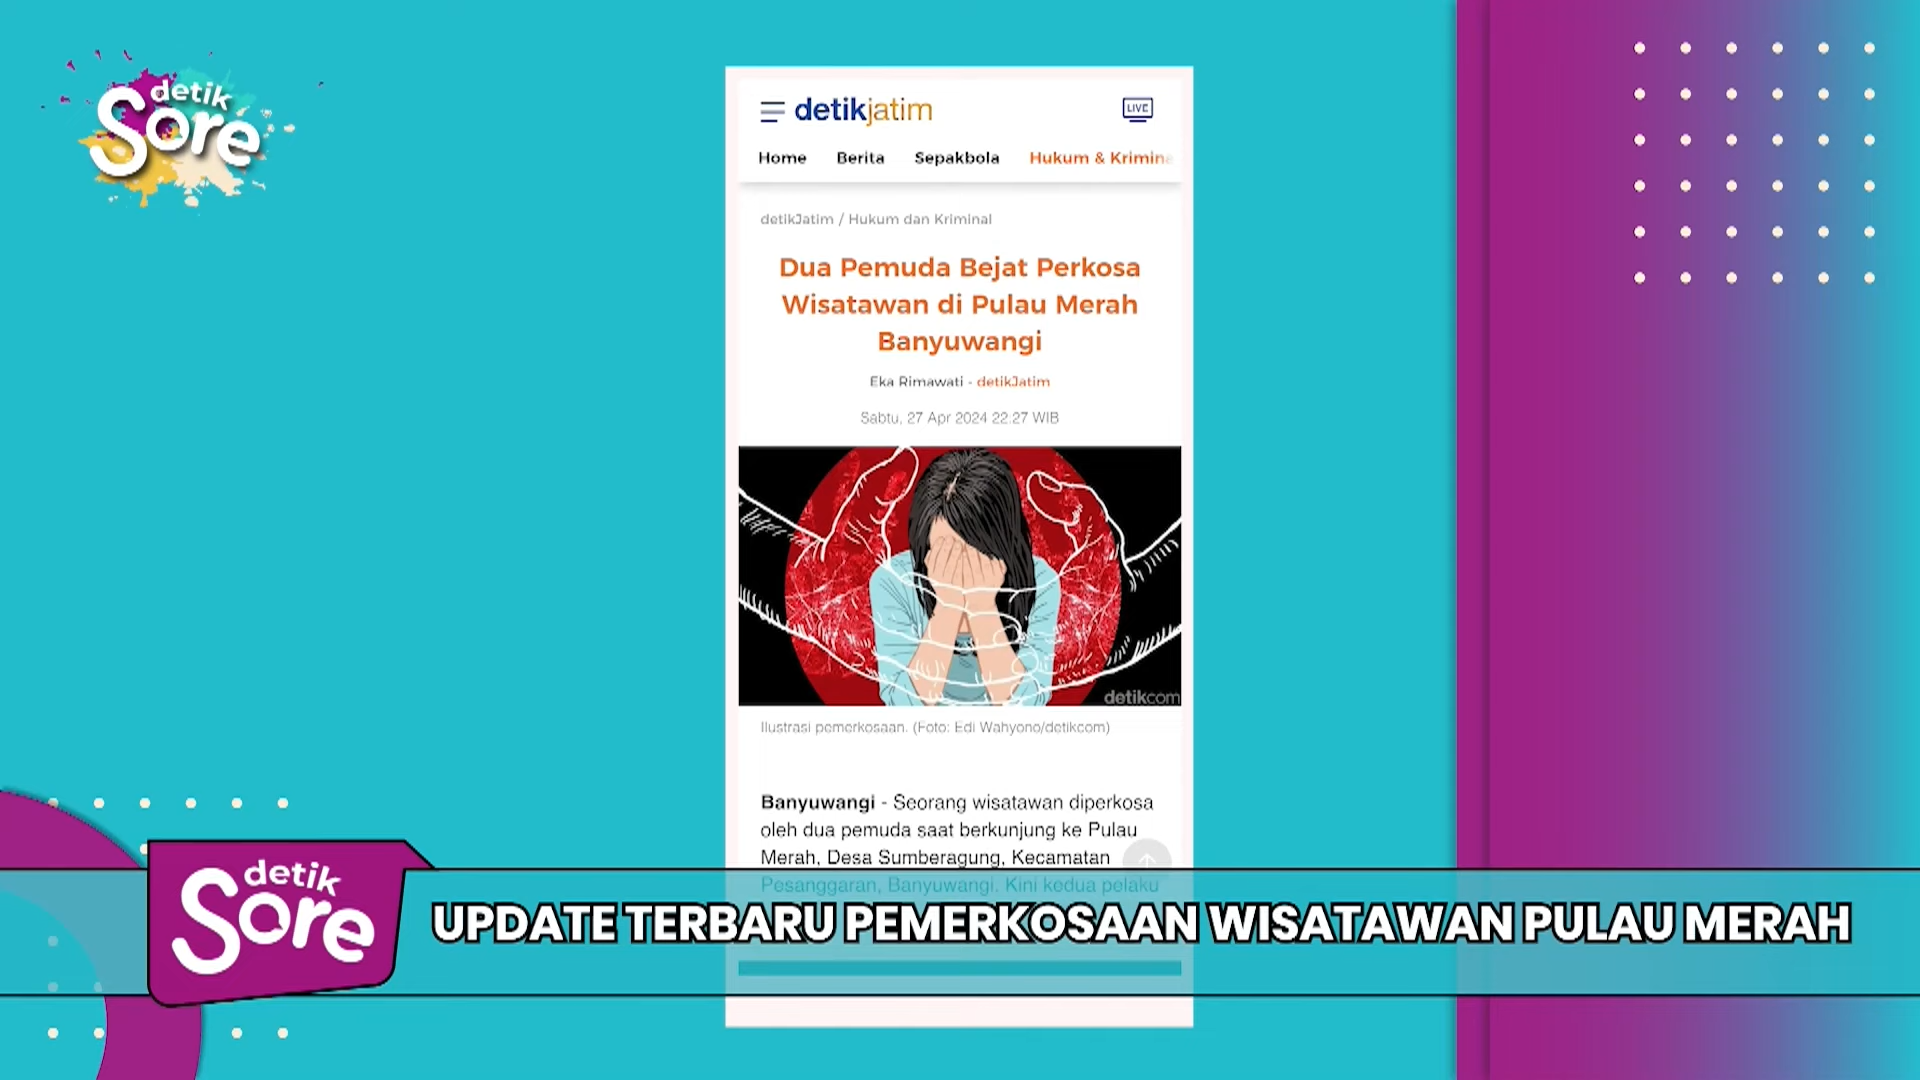 detik
Sore
detikjatim
LIVE
Home Berita Sepakbola Hukum & Krimina
detikJatim / Hukum dan Kriminal
Dua Pemuda Bejat Perkosa
Wisatawan di Pulau Merah
Banyuwangi
Eka Rimawati - detikJatim
Sabtu, 27 Apr 2024 22:27 WIB
detikcom
Ilustrasi pemerkosaan. (Foto: Edi Wahyono/detikcom)
Banyuwangi - Seorang wisatawan diperkosa
oleh dua pemuda saat berkunjung ke Pulau
Merah, Desa Sumberagung, Kecamatan
Pesanggaran, Banyuwangi. Kini kedua pelaku
detik
Sore
UPDATE TERBARU PEMERKOSAAN WISATAWAN PULAU MERAH